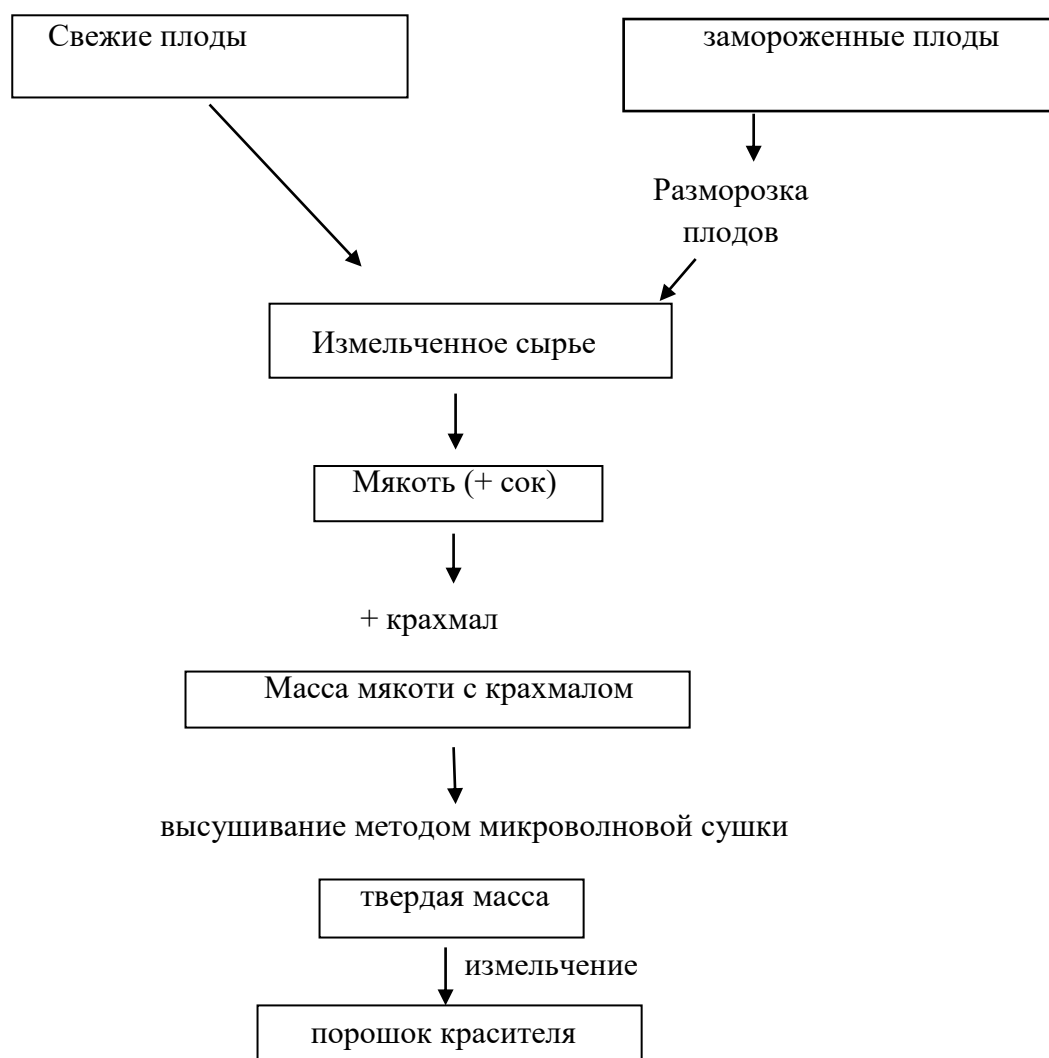 Свежие плоды
замороженные плоды
Разморозка
плодов
Измельченное сырье
Мякоть (+ сок)
+ крахмал
Масса мякоти с крахмалом
высушивание методом микроволновой сушки
твердая масса
измельчение
порошок красителя